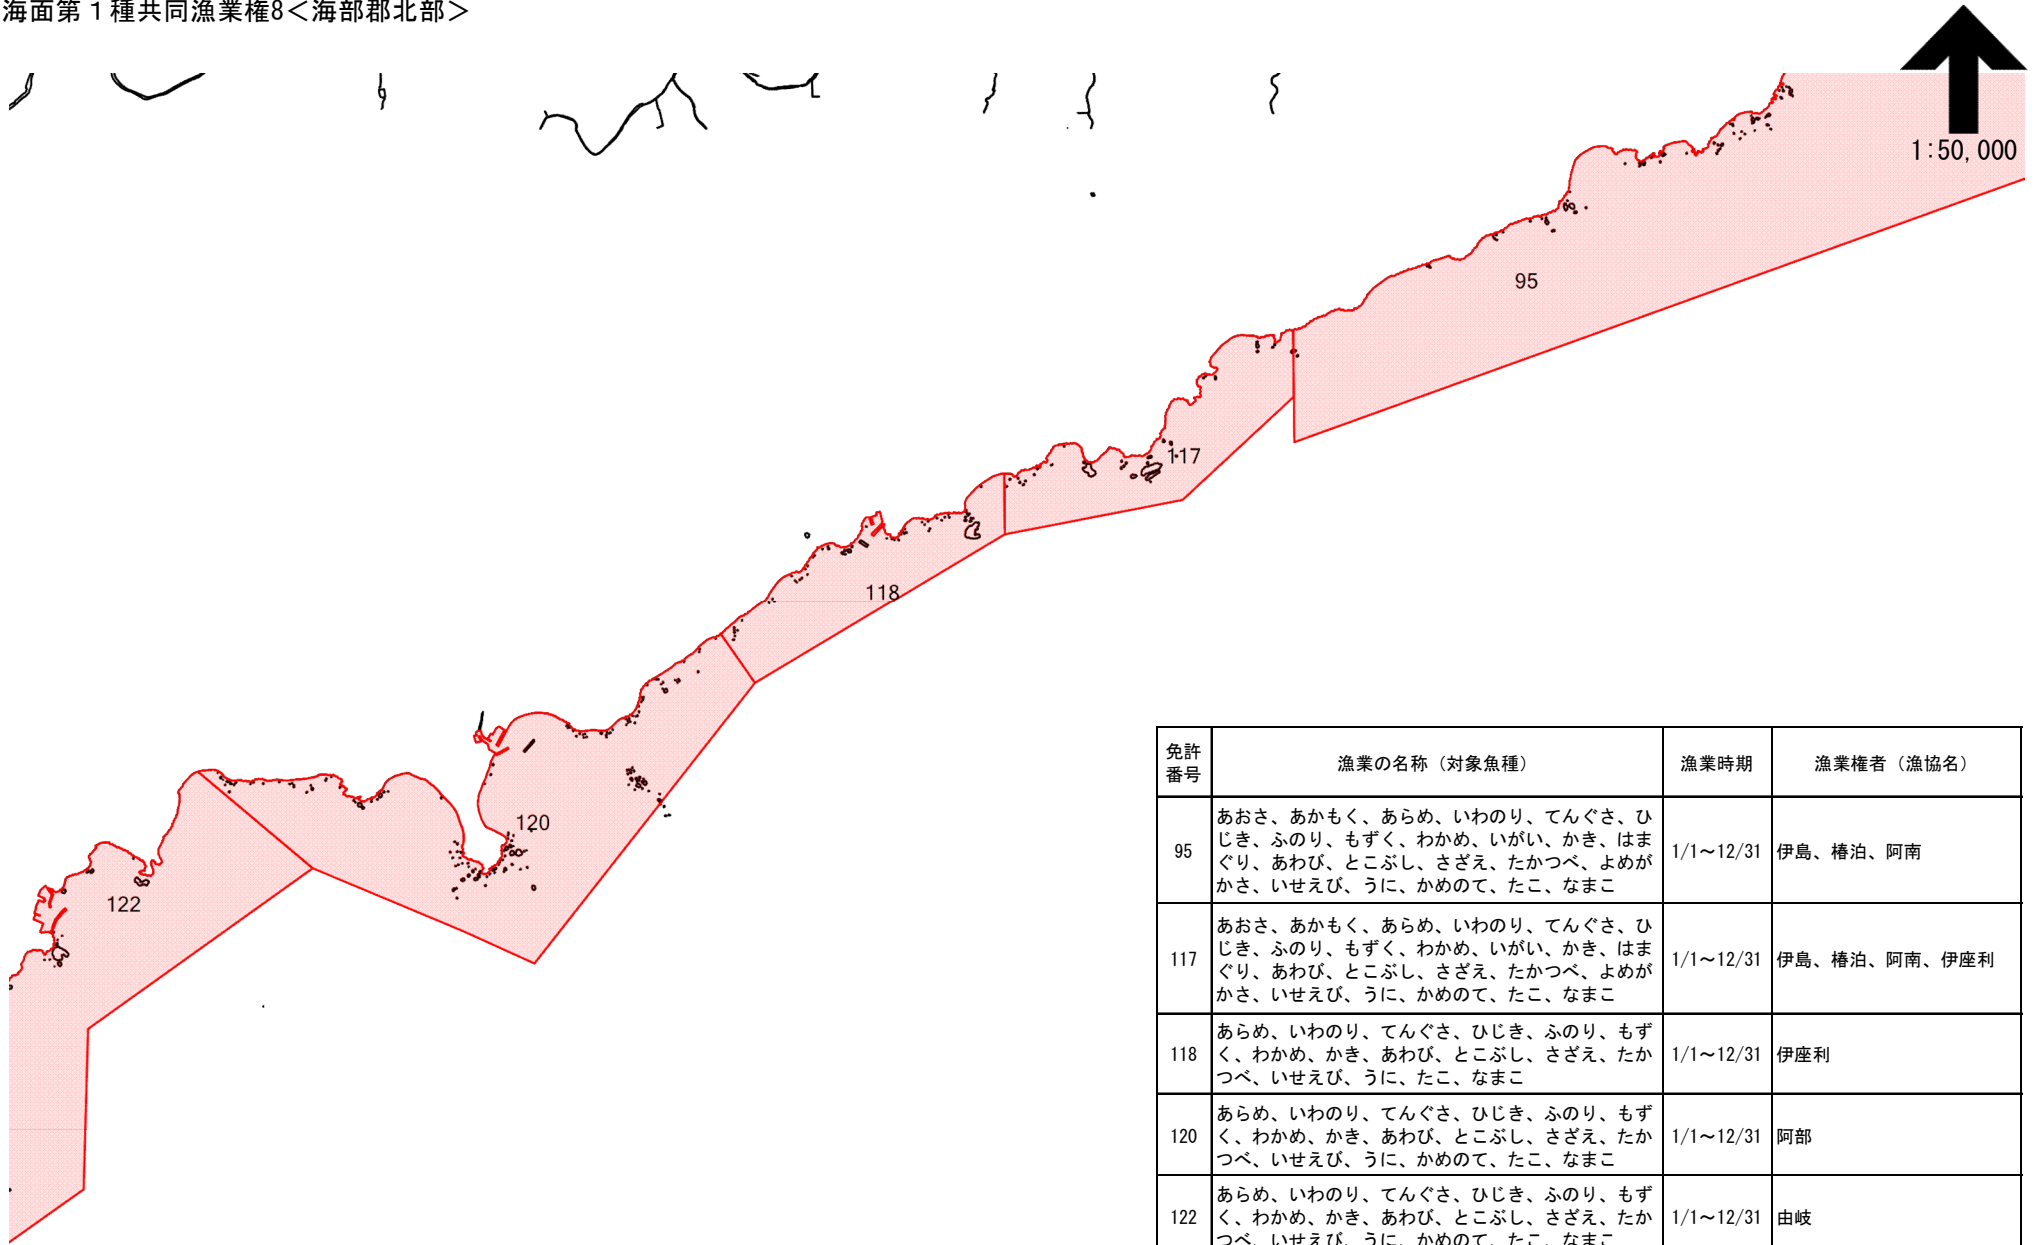 海面第１種共同漁業権8＜海部郡北部＞
1:50,000
95
117
118
120
122
免許
番号
漁業の名称（対象魚種）
漁業時期
漁業権者（漁協名）
95
あおさ、あかもく、あらめ、いわのり、てんぐさ、ひ
じき、ふのり、もずく、わかめ、いがい、かき、はま
ぐり、あわび、とこぶし、さざえ、たかつべ、よめが
かさ、いせえび、うに、かめのて、たこ、なまこ
1/1～12/31
伊島、椿泊、阿南
117
あおさ、あかもく、あらめ、いわのり、てんぐさ、ひ
じき、ふのり、もずく、わかめ、いがい、かき、はま
ぐり、あわび、とこぶし、さざえ、たかつべ、よめが
かさ、いせえび、うに、かめのて、たこ、なまこ
1/1～12/31
伊島、椿泊、阿南、伊座利
118
あらめ、いわのり、てんぐさ、ひじき、ふのり、もず
く、わかめ、かき、あわび、とこぶし、さざえ、たか
つべ、いせえび、うに、たこ、なまこ
1/1～12/31
伊座利
120
あらめ、いわのり、てんぐさ、ひじき、ふのり、もず
く、わかめ、かき、あわび、とこぶし、さざえ、たか
つべ、いせえび、うに、かめのて、たこ、なまこ
1/1～12/31
阿部
122
あらめ、いわのり、てんぐさ、ひじき、ふのり、もず
く、わかめ、かき、あわび、とこぶし、さざえ、たか
つべ、いせえび、うに、かめのて、たこ、なまこ
1/1～12/31
由岐